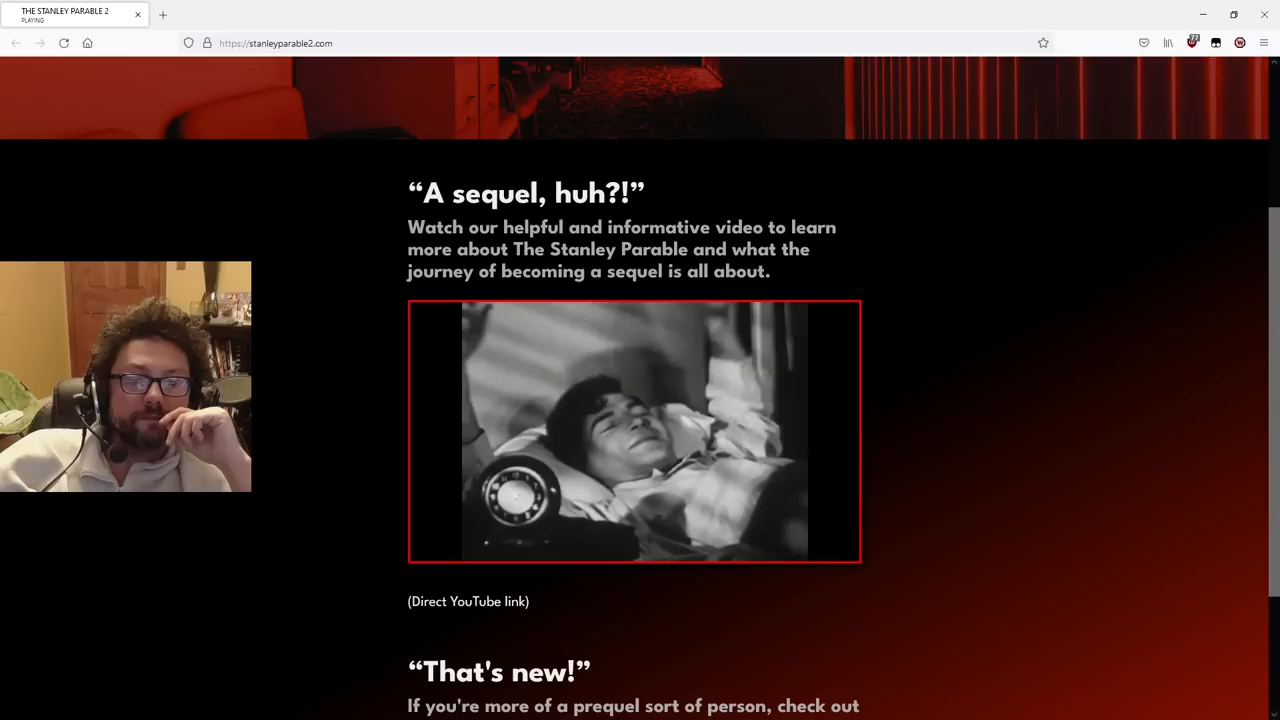 THE STANLEY PARABLE 2
PLAYING
https://stanleyparable2.com
77
“A sequel, huh?!”
Watch our helpful and informative video to learn
more about The Stanley Parable and what the
journey of becoming a sequel is all about.
(Direct YouTube link)
“That's new!”
If you're more of a prequel sort of person, check out